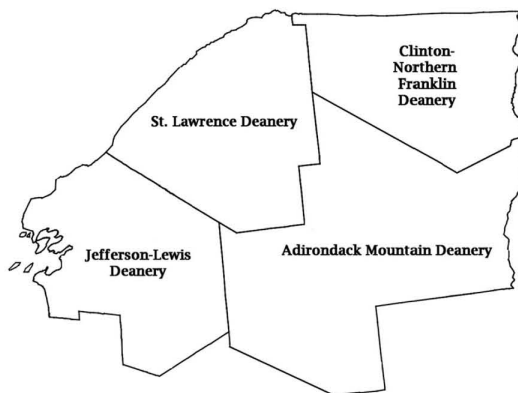 Clinton-
Northern
Franklin
Deanery
St. Lawrence Deanery
Jefferson-Lewis
Deanery
Adirondack Mountain Deanery